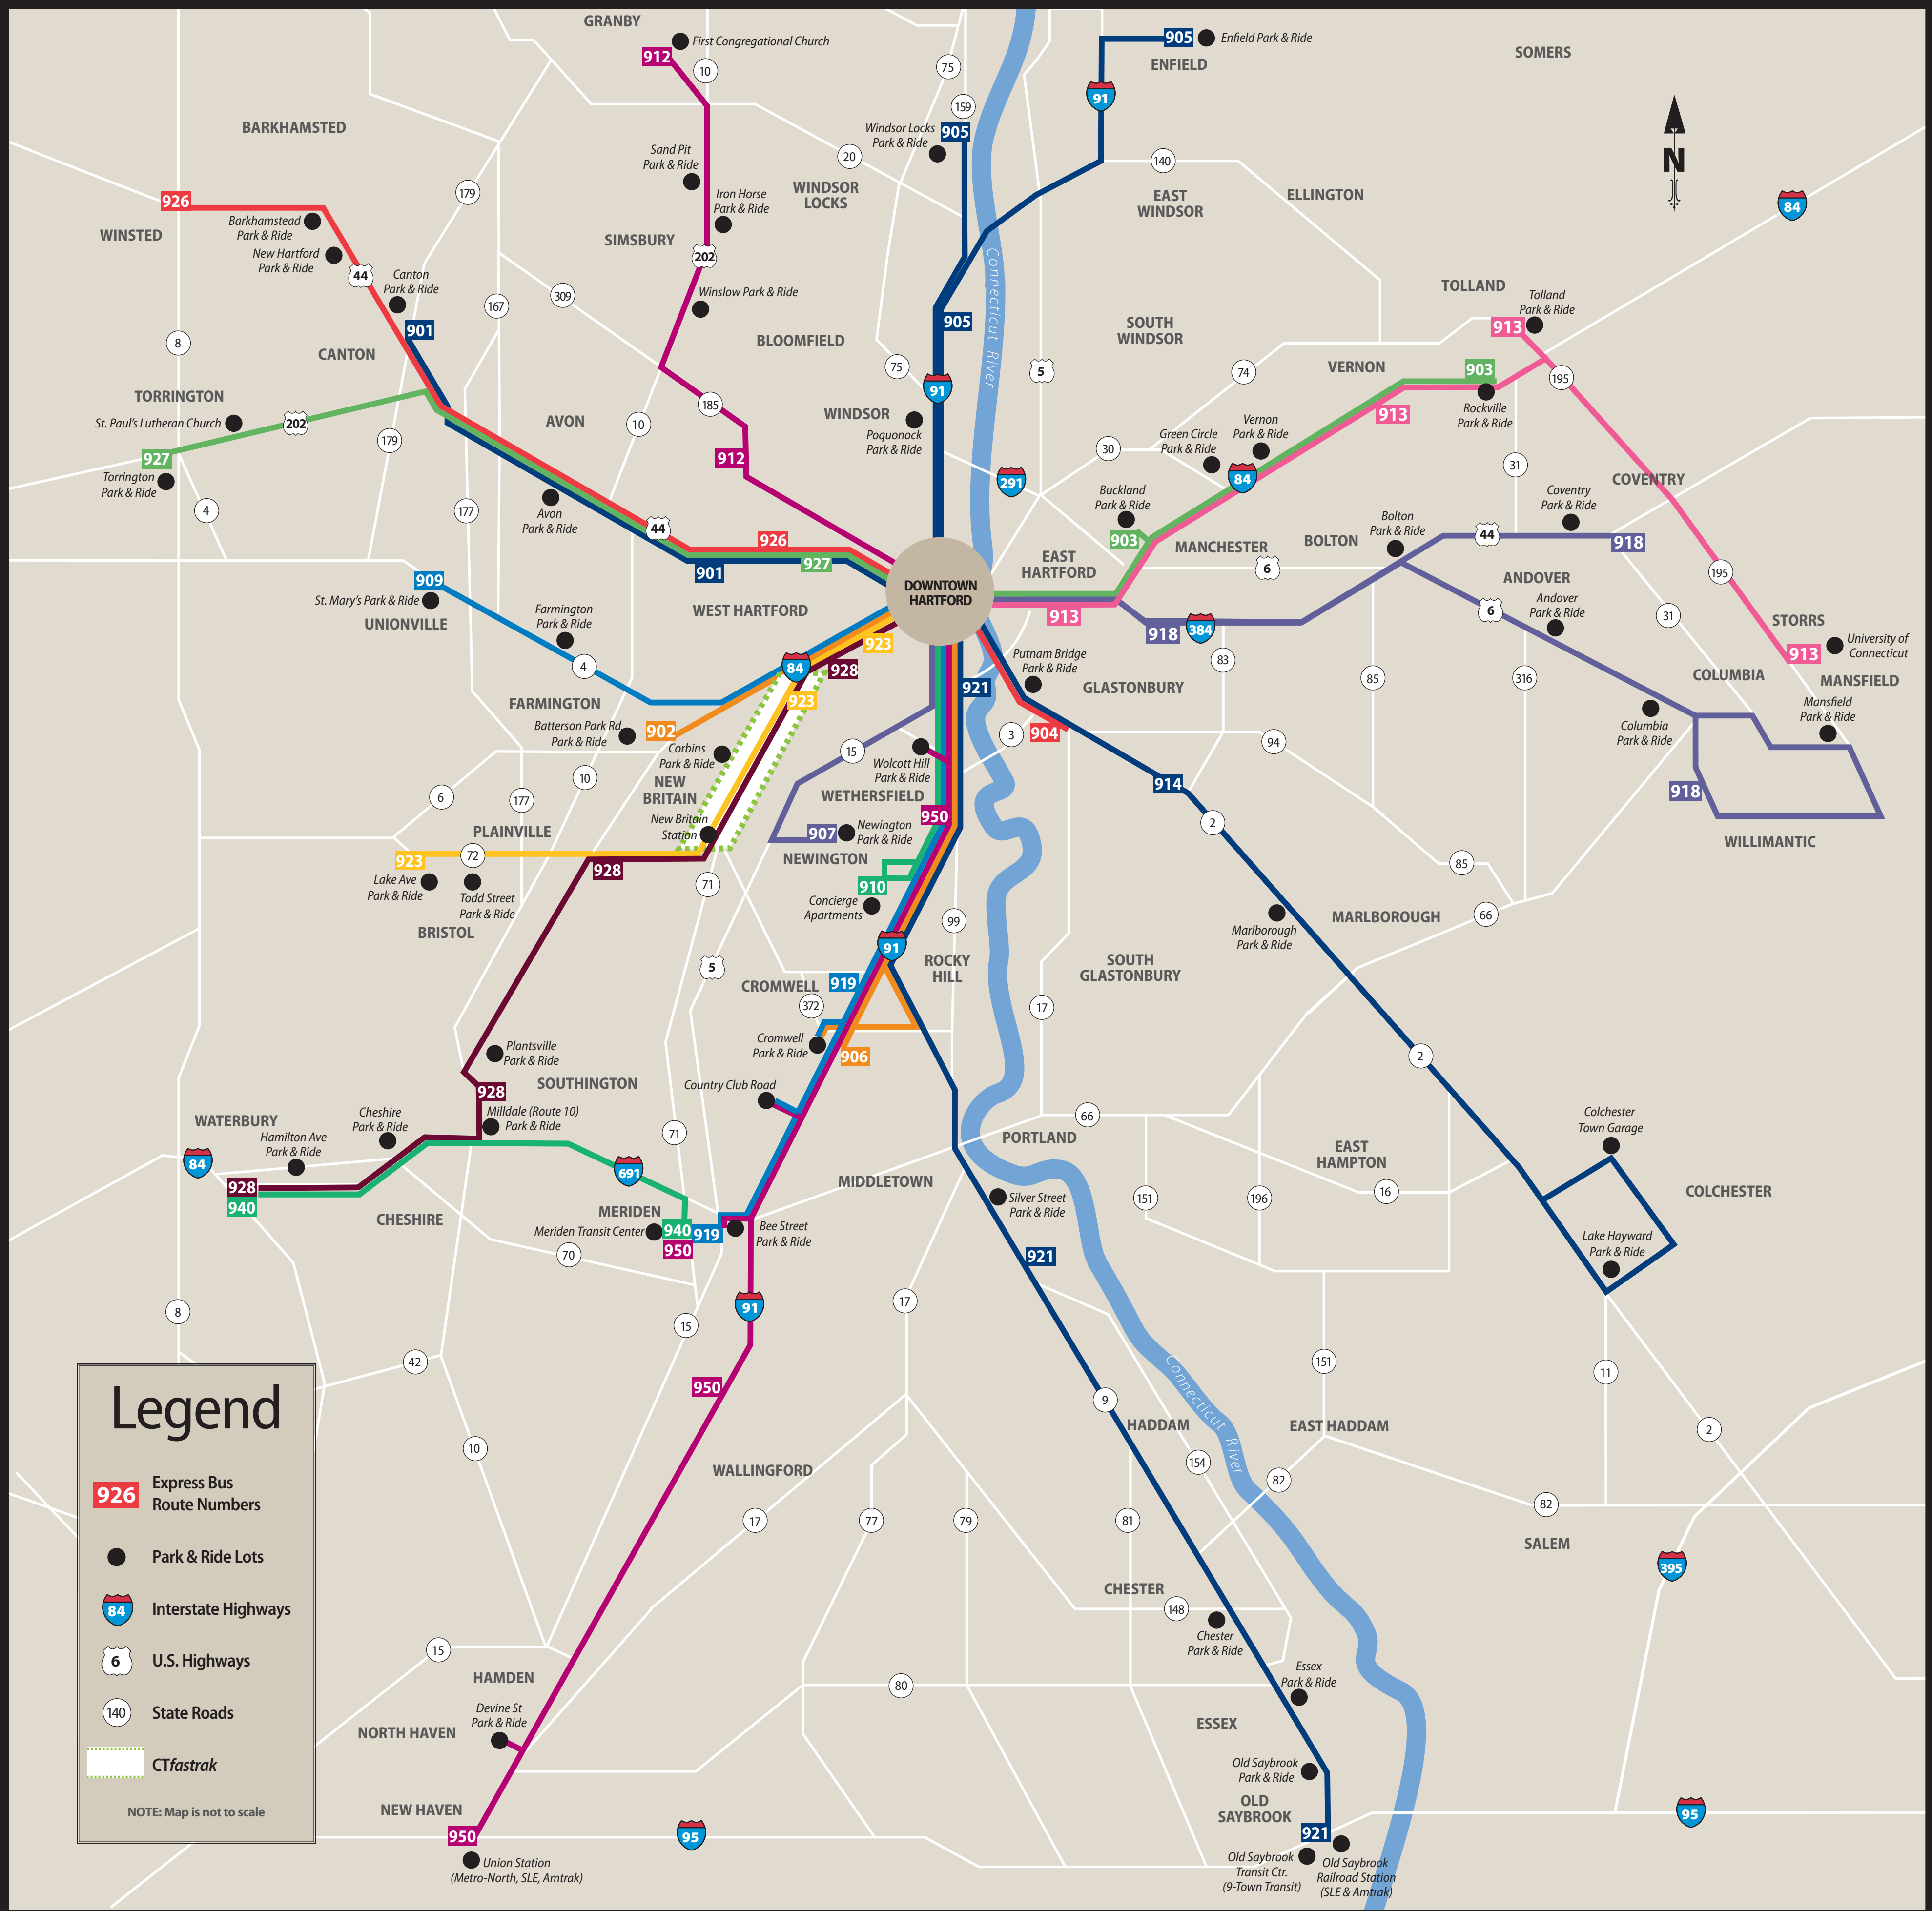 GRANBY
912
First Congregational Church
10
75
905
Enfield Park & Ride
ENFIELD
SOMERS
91
159
905
Windsor Locks
Park & Ride
BARKHAMSTED
Sand Pit
Park & Ride
20
140
N
179
Iron Horse
Park & Ride
WINDSOR
LOCKS
EAST
WINDSOR
ELLINGTON
84
926
Barkhamstead
Park & Ride
WINSTED
New Hartford
Park & Ride
44
Canton
Park & Ride
SIMSBURY
202
Connecticut River
TOLLAND
Tolland
Park & Ride
913
309
167
Winslow Park & Ride
901
905
SOUTH
WINDSOR
8
CANTON
BLOOMFIELD
75
91
5
74
VERNON
903
195
TORRINGTON
St. Paul's Lutheran Church
202
179
AVON
10
185
WINDSOR
Poquonock
Park & Ride
913
Rockville
Park & Ride
30
Green Circle
Park & Ride
Vernon
Park & Ride
927
Torrington
Park & Ride
912
291
84
31
COVENTRY
4
177
Avon
Park & Ride
44
926
927
901
Buckland
Park & Ride
903
Coventry
Park & Ride
Bolton
Park & Ride
44
918
MANCHESTER
BOLTON
EAST
HARTFORD
6
DOWNTOWN
HARTFORD
909
St. Mary's Park & Ride
UNIONVILLE
Farmington
Park & Ride
WEST HARTFORD
ANDOVER
Andover
Park & Ride
6
195
31
STORRS
913
918
384
913
University of
Connecticut
923
4
84
928
Putnam Bridge
Park & Ride
83
85
316
COLUMBIA
MANSFIELD
FARMINGTON
923
921
GLASTONBURY
Mansfield
Park & Ride
Batterson Park Rd
Park & Ride
902
Corbins
Park & Ride
15
Wolcott Hill
Park & Ride
3
904
94
Columbia
Park & Ride
10
NEW
BRITAIN
WETHERSFIELD
914
918
6
177
950
2
PLAINVILLE
New Britain
Station
907
Newington
Park & Ride
WILLIMANTIC
923
72
928
NEWINGTON
85
Lake Ave
Park & Ride
Todd Street
Park & Ride
71
910
Concierge
Apartments
99
66
MARLBOROUGH
Marlborough
Park & Ride
BRISTOL
5
91
ROCKY
HILL
SOUTH
GLASTONBURY
CROMWELL
919
372
17
Cromwell
Park & Ride
906
2
Plantsville
Park & Ride
SOUTHINGTON
Country Club Road
928
WATERBURY
Cheshire
Park & Ride
Milldale (Route 10)
Park & Ride
71
66
PORTLAND
Colchester
Town Garage
84
Hamilton Ave
Park & Ride
691
EAST
HAMPTON
928
940
MIDDLETOWN
Silver Street
Park & Ride
151
196
16
COLCHESTER
CHESHIRE
MERIDEN
Meriden Transit Center
940
919
950
Bee Street
Park & Ride
Lake Hayward
Park & Ride
70
921
8
15
91
17
42
950
151
11
9
HADDAM
EAST HADDAM
2
Connecticut River
10
WALLINGFORD
154
82
17
77
79
81
82
SALEM
395
CHESTER
148
Chester
Park & Ride
15
HAMDEN
Essex
Park & Ride
80
Devine St
Park & Ride
NORTH HAVEN
ESSEX
Old Saybrook
Park & Ride
NEW HAVEN
OLD
SAYBROOK
95
950
95
921
Union Station
(Metro-North, SLE, Amtrak)
Old Saybrook
Transit Ctr.
(9-Town Transit)
Old Saybrook
Railroad Station
(SLE & Amtrak)
Legend
926
Express Bus
Route Numbers
Park & Ride Lots
84
Interstate Highways
6
U.S. Highways
140
State Roads
CTfastrak
NOTE: Map is not to scale